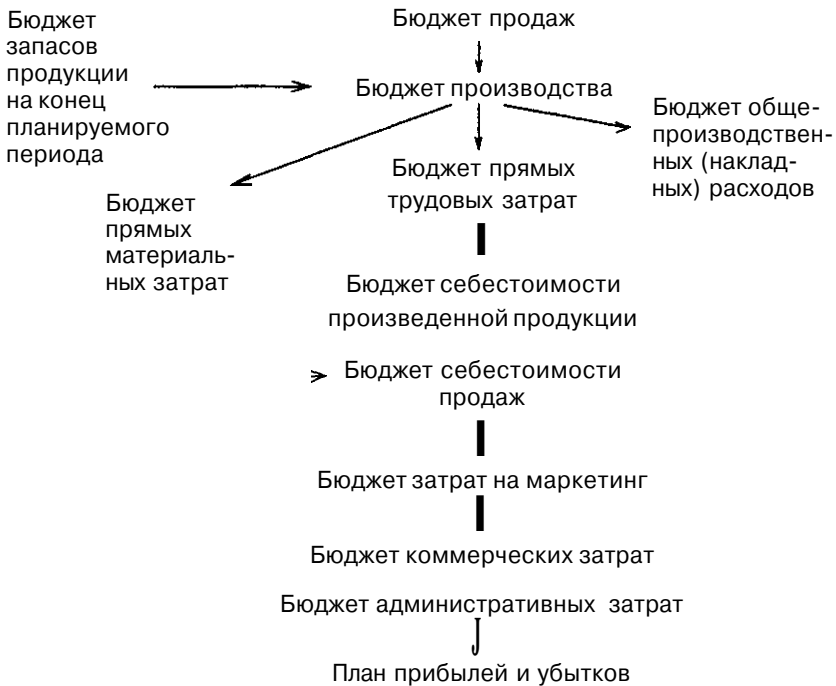 Бюджет
запасов
продукции
на конец
планируемого
периода
Бюджет продаж
Бюджет производства
Бюджет обще-
производствен-
ных (наклад-
ных) расходов
Бюджет
прямых
материаль-
ных затрат
Бюджет прямых
трудовых затрат
Бюджет себестоимости
произведенной продукции
Бюджет себестоимости
продаж
Бюджет затрат на маркетинг
Бюджет коммерческих затрат
Бюджет административных затрат
План прибылей и убытков